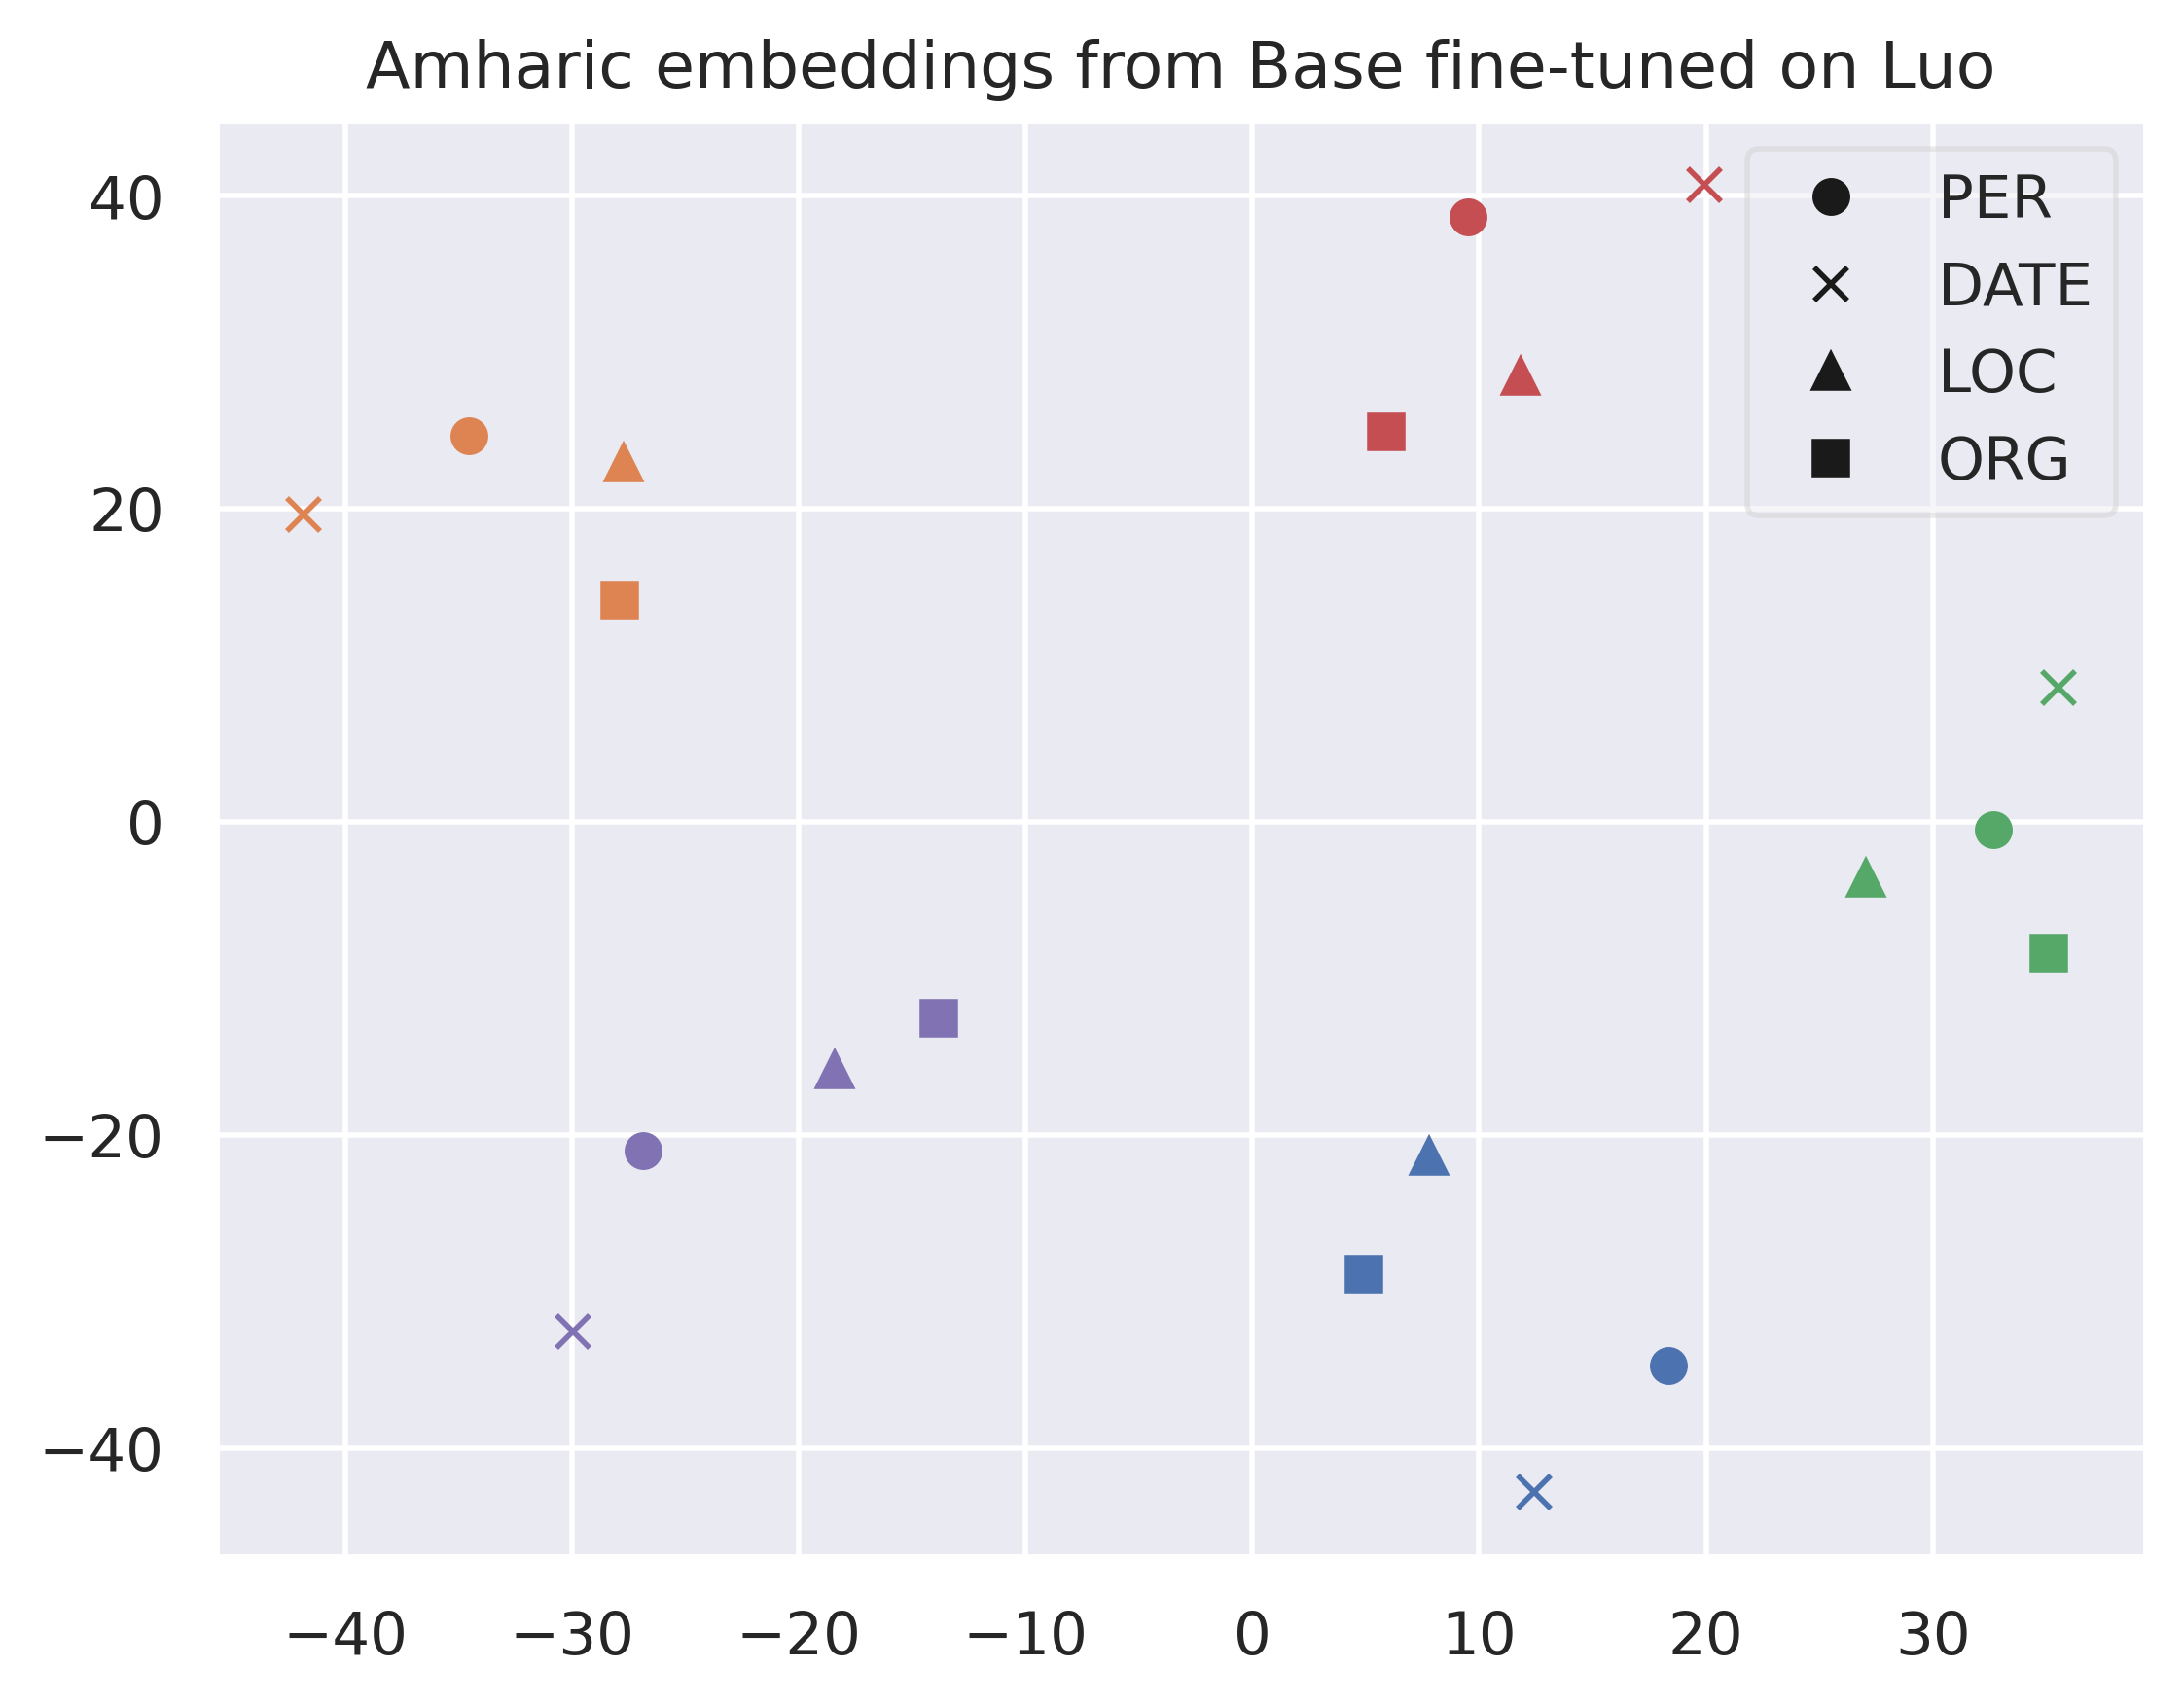 Amharic embeddings from Base fine-tuned on Luo
PER
DATE
LOC
ORG
40
20
0
−20
−40
−40 −30 −20 −10 0 10 20 30